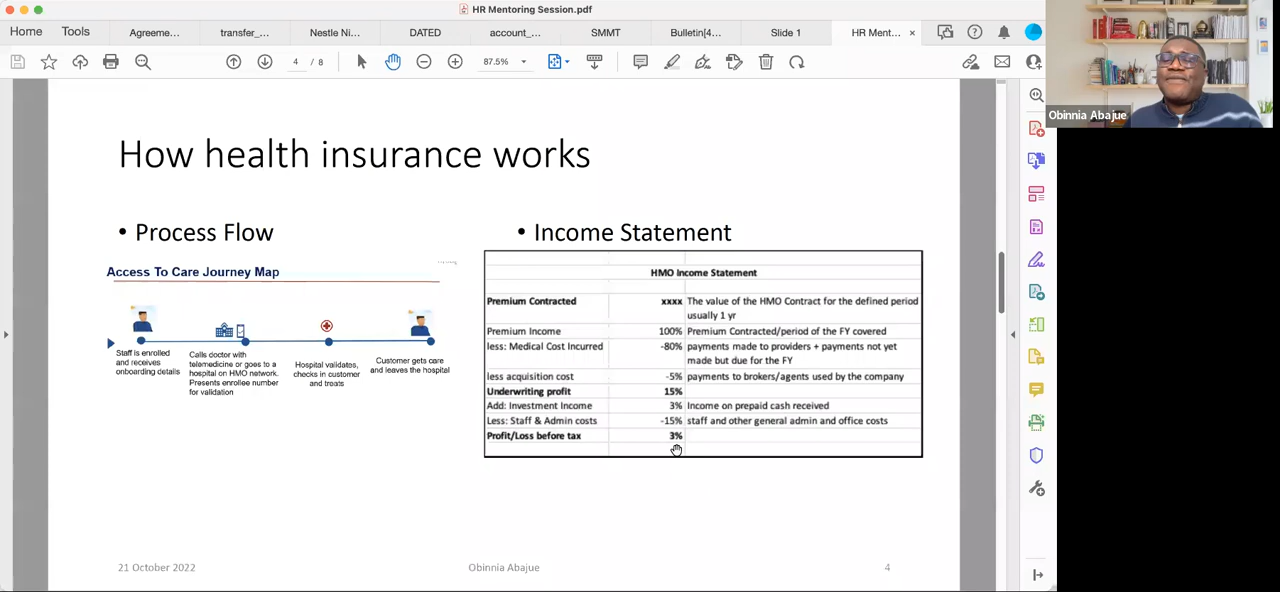 HR Mentoring Session.pdf
Home
Tools
Agreeme...
transfer_...
Nestle Ni...
DATED
account_...
SMMT
Bulletin[4...
Slide 1
HR Ment...
×
4 / 8
87.5%
Obinnia Abajue
How health insurance works
• Process Flow
Access To Care Journey Map
Staff is enrolled
and receives
onboarding details
Calls doctor with
telemedicine or goes to a
hospital on HMO network.
Presents enrollee number
for validation
Hospital validates,
checks in customer
and treats
Customer gets care
and leaves the hospital
• Income Statement
HMO Income Statement
Premium Contracted xxxx The value of the HMO Contract for the defined period
usually 1 yr
Premium Income 100% Premium Contracted/period of the FY covered
less: Medical Cost Incurred -80% payments made to providers + payments not yet
made but due for the FY
less acquisition cost -5% payments to brokers/agents used by the company
Underwriting profit 15%
Add: Investment Income 3% Income on prepaid cash received
Less: Staff & Admin costs -15% staff and other general admin and office costs
Profit/Loss before tax 3%
21 October 2022
Obinnia Abajue
4